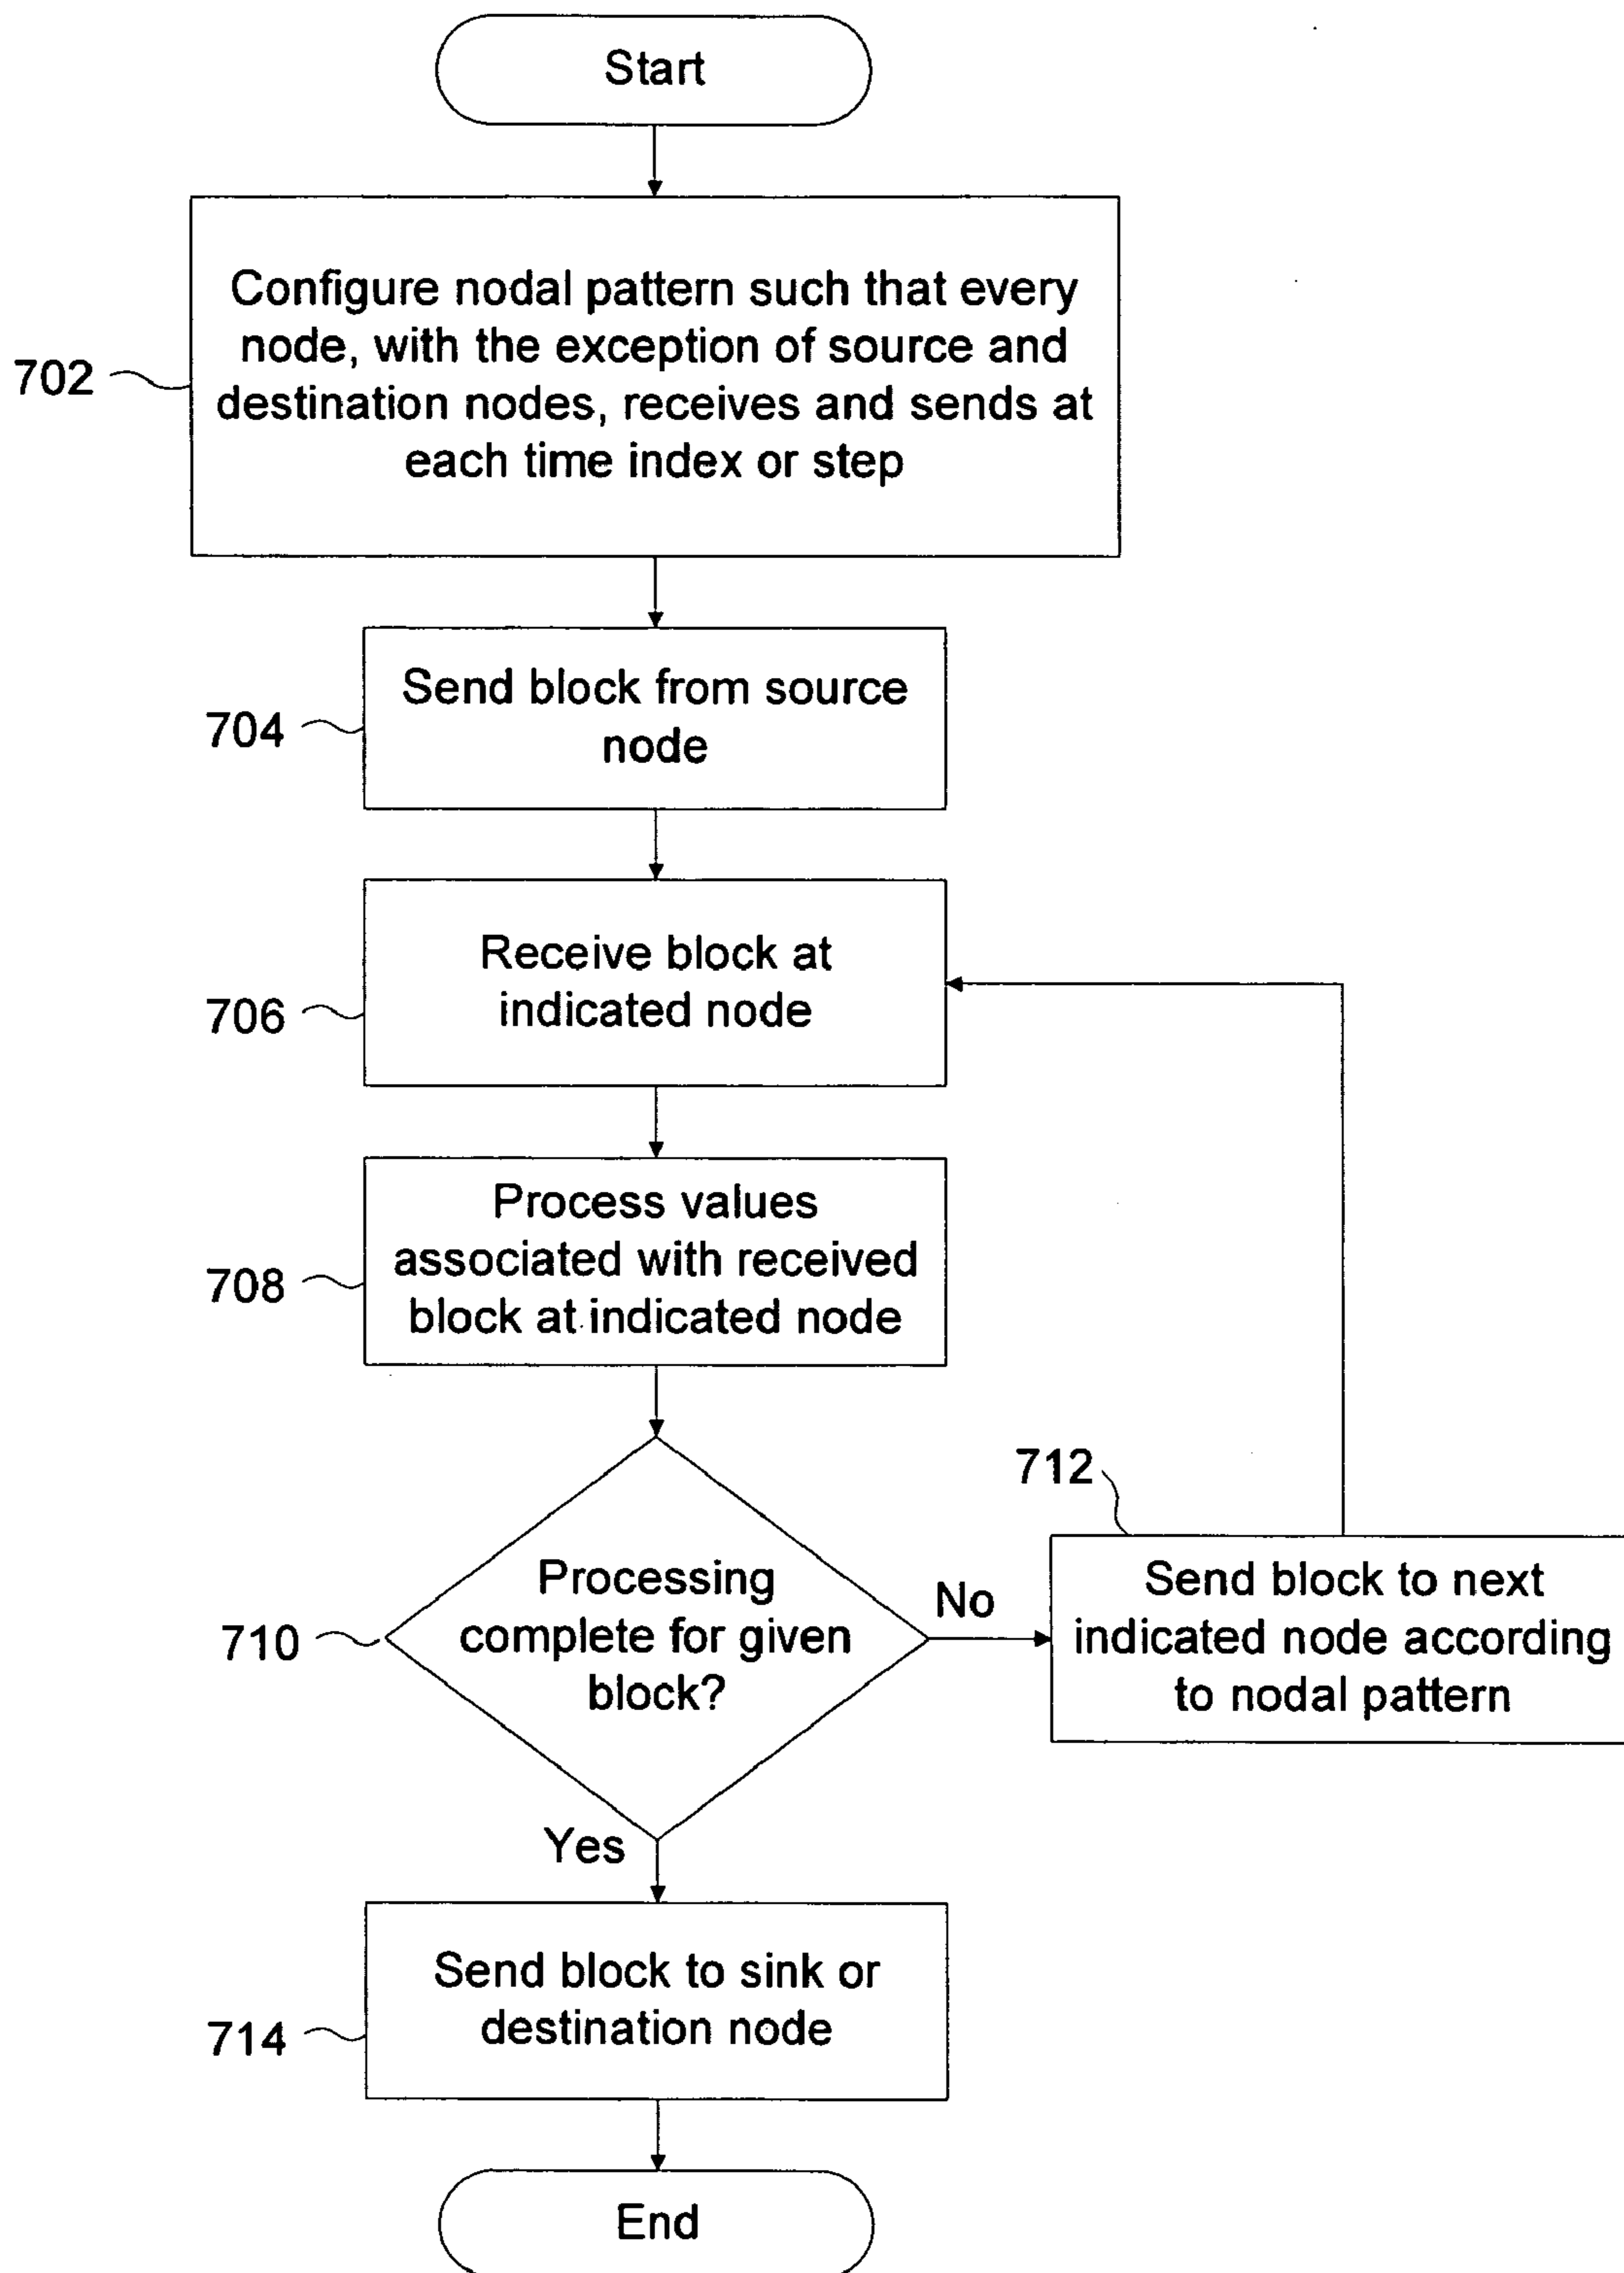 Start
Configure nodal pattern such that every
node, with the exception of source and
destination nodes, receives and sends at
each time index or step
702
Send block from source
node
704
Receive block at
indicated node
706
Process values
associated with received
block at indicated node
708
Processing
complete for given
block?
710
No
712
Send block to next
indicated node according
to nodal pattern
Yes
Send block to sink or
destination node
714
End